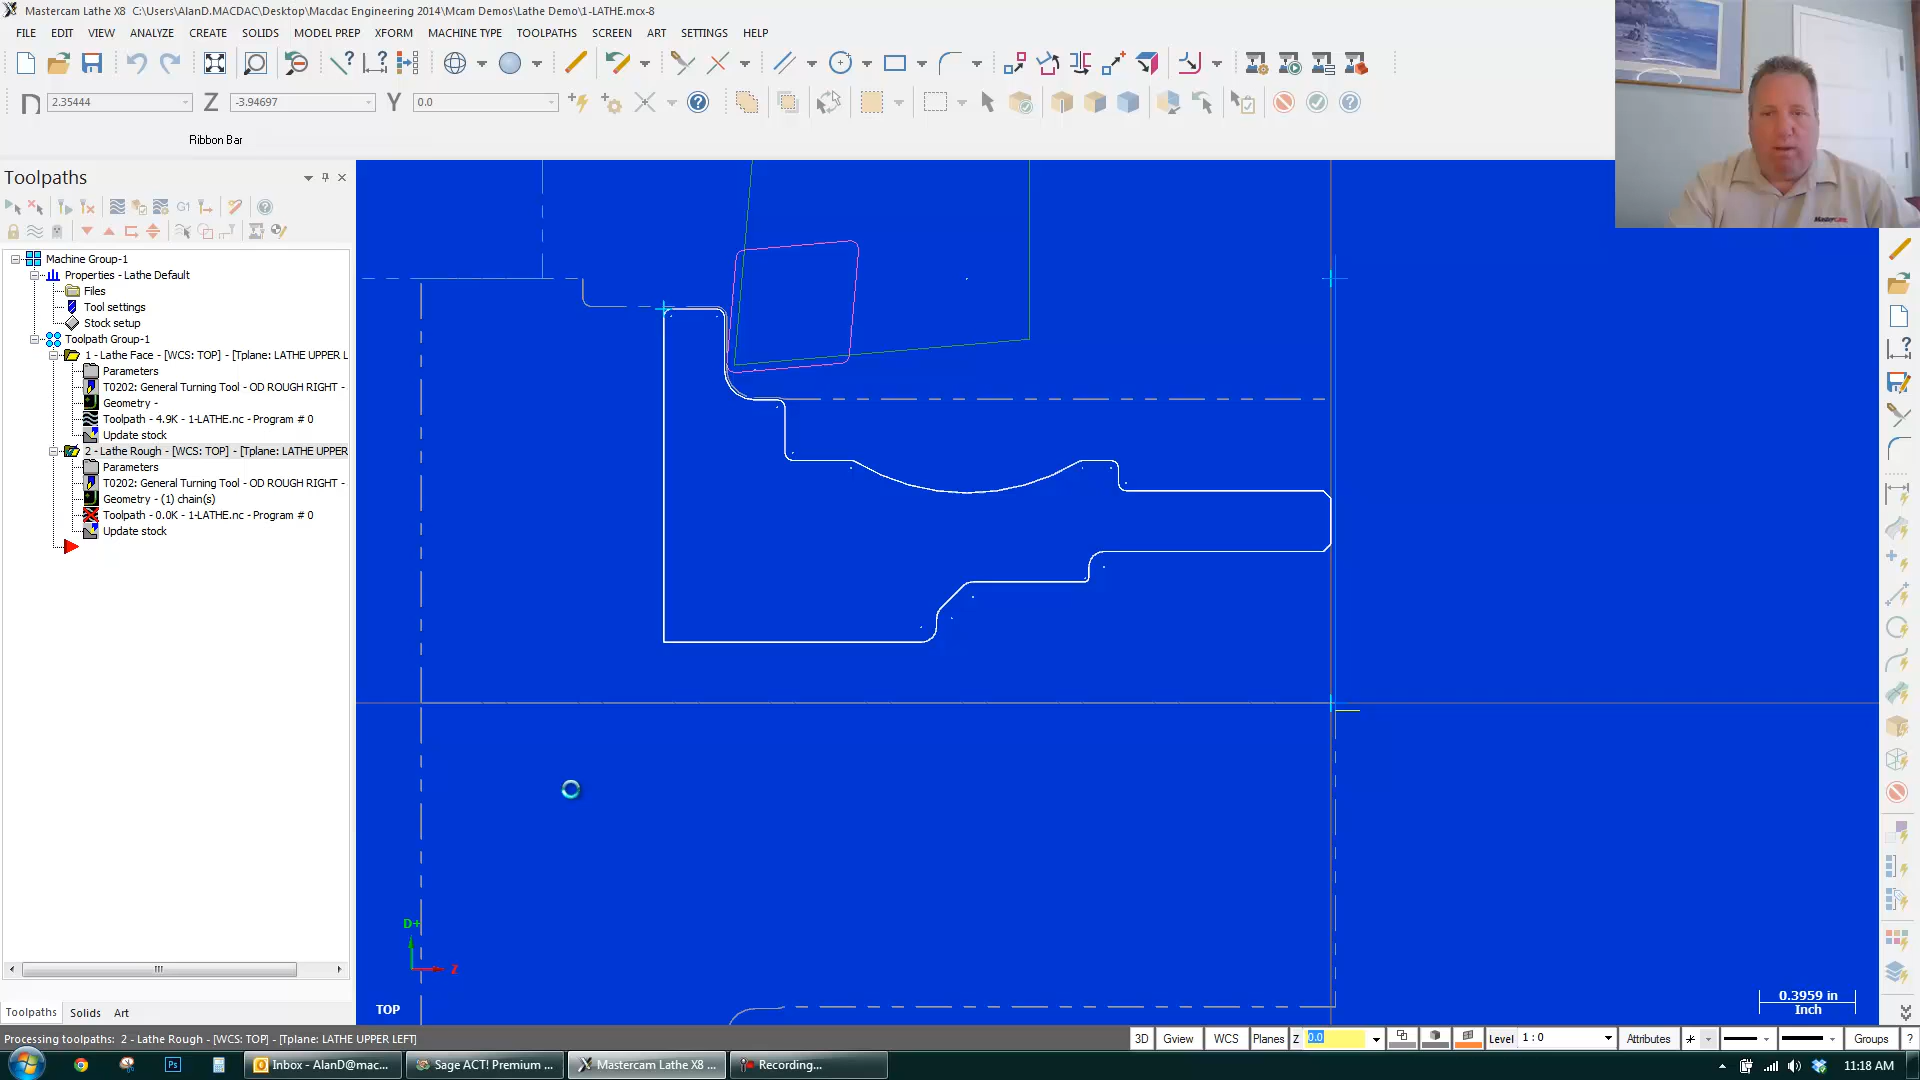 Mastercam Lathe X8 C:\Users\AlanD.MACDAC\Desktop\Macdac Engineering 2014\Mcam Demos\Lathe Demo\1-LATHE.mcx-8
FILE EDIT VIEW ANALYZE CREATE SOLIDS MODEL PREP XFORM MACHINE TYPE TOOLPATHS SCREEN ART SETTINGS HELP
D 2.35444 Z -3.94697 Y 0.0
Ribbon Bar
Toolpaths
G1
Machine Group-1
Properties - Lathe Default
Files
Tool settings
Stock setup
Toolpath Group-1
1 - Lathe Face - [WCS: TOP] - [Tplane: LATHE UPPER L
Parameters
T0202: General Turning Tool - OD ROUGH RIGHT -
Geometry -
Toolpath - 4.9K - 1-LATHE.nc - Program # 0
Update stock
2 - Lathe Rough - [WCS: TOP] - [Tplane: LATHE UPPER
Parameters
T0202: General Turning Tool - OD ROUGH RIGHT -
Geometry - (1) chain(s)
Toolpath - 0.0K - 1-LATHE.nc - Program # 0
Update stock
D+
Z
TOP
0.3959 in
Inch
Toolpaths Solids Art
Processing toolpaths: 2 - Lathe Rough - [WCS: TOP] - [Tplane: LATHE UPPER LEFT]
3D Gview WCS Planes Z 0.0 Level 1 : 0 Attributes Groups ?
Inbox - AlanD@mac... Sage ACT! Premium ... Mastercam Lathe X8 ... Recording... 11:18 AM